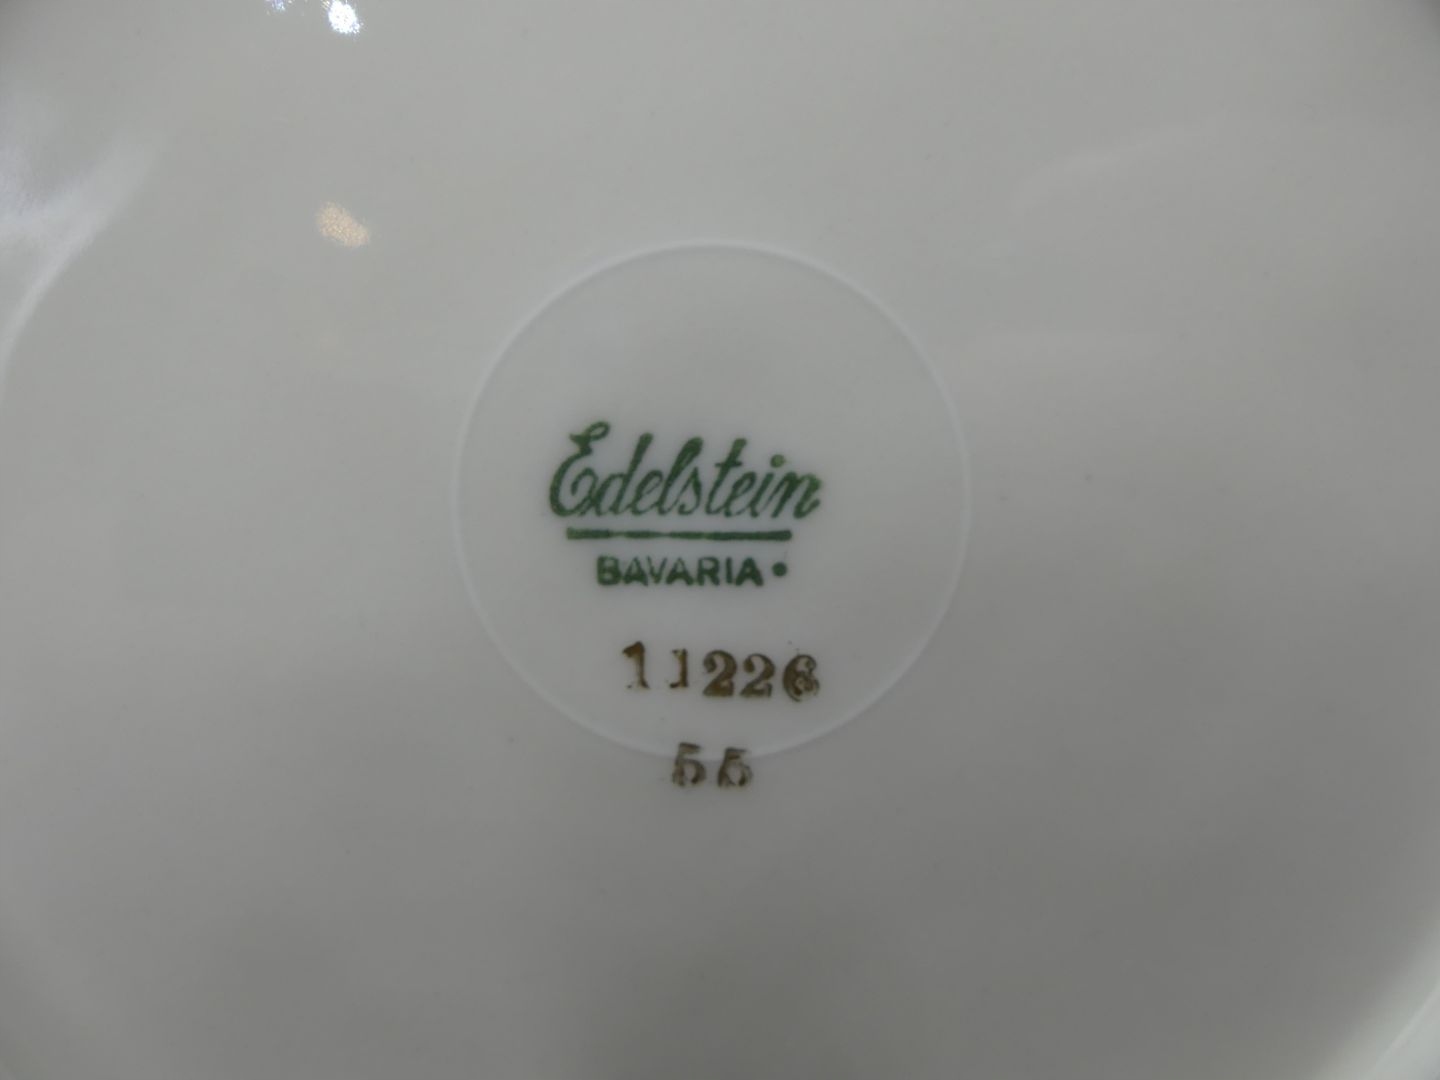 Edelstein
BAVARIA•
11226
55